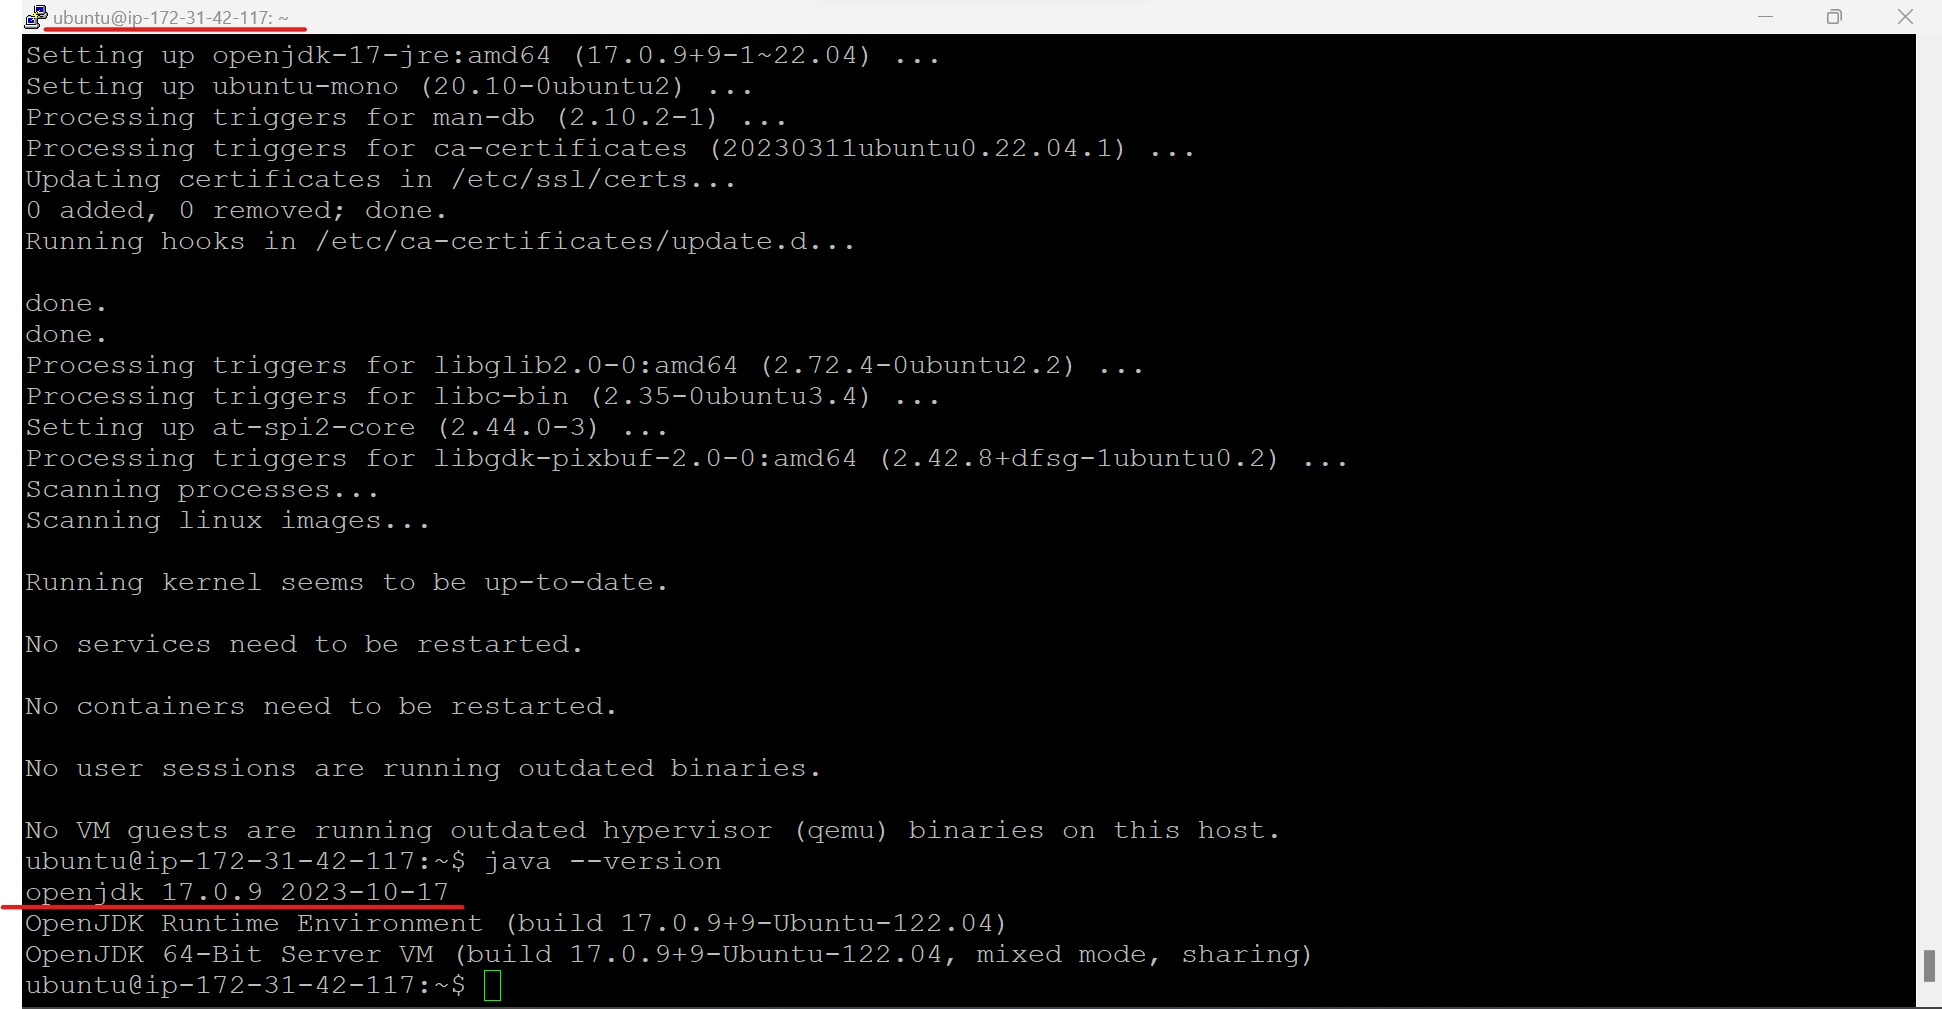 ubuntu@ip-172-31-42-117: ~
Setting up openjdk-17-jre:amd64 (17.0.9+9-1~22.04) ...
Setting up ubuntu-mono (20.10-0ubuntu2) ...
Processing triggers for man-db (2.10.2-1) ...
Processing triggers for ca-certificates (20230311ubuntu0.22.04.1) ...
Updating certificates in /etc/ssl/certs...
0 added, 0 removed; done.
Running hooks in /etc/ca-certificates/update.d...
done.
done.
Processing triggers for libglib2.0-0:amd64 (2.72.4-0ubuntu2.2) ...
Processing triggers for libc-bin (2.35-0ubuntu3.4) ...
Setting up at-spi2-core (2.44.0-3) ...
Processing triggers for libgdk-pixbuf-2.0-0:amd64 (2.42.8+dfsg-1ubuntu0.2) ...
Scanning processes...
Scanning linux images...
Running kernel seems to be up-to-date.
No services need to be restarted.
No containers need to be restarted.
No user sessions are running outdated binaries.
No VM guests are running outdated hypervisor (qemu) binaries on this host.
ubuntu@ip-172-31-42-117:~$ java --version
openjdk 17.0.9 2023-10-17
OpenJDK Runtime Environment (build 17.0.9+9-Ubuntu-122.04)
OpenJDK 64-Bit Server VM (build 17.0.9+9-Ubuntu-122.04, mixed mode, sharing)
ubuntu@ip-172-31-42-117:~$